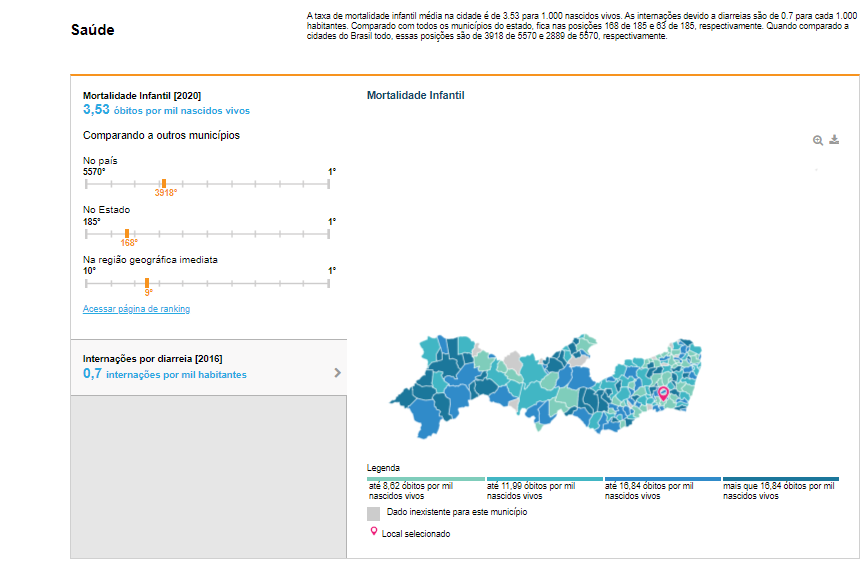 Saúde
A taxa de mortalidade infantil média na cidade é de 3.53 para 1.000 nascidos vivos. As internações devido a diarreias são de 0.7 para cada 1.000
habitantes. Comparado com todos os municípios do estado, fica nas posições 168 de 185 e 63 de 185, respectivamente. Quando comparado a
cidades do Brasil todo, essas posições são de 3918 de 5570 e 2889 de 5570, respectivamente.
Mortalidade Infantil [2020]
3,53 óbitos por mil nascidos vivos
Comparando a outros municípios
No país
5570° 1°
3918°
No Estado
185° 1°
168°
Na região geográfica imediata
10° 1°
9°
Acessar página de ranking
Internações por diarreia [2016]
0,7 internações por mil habitantes
Mortalidade Infantil
Legenda
até 8,62 óbitos por mil
nascidos vivos
até 11,99 óbitos por mil
nascidos vivos
até 16,84 óbitos por mil
nascidos vivos
mais que 16,84 óbitos por mil
nascidos vivos
Dado inexistente para este município
Local selecionado